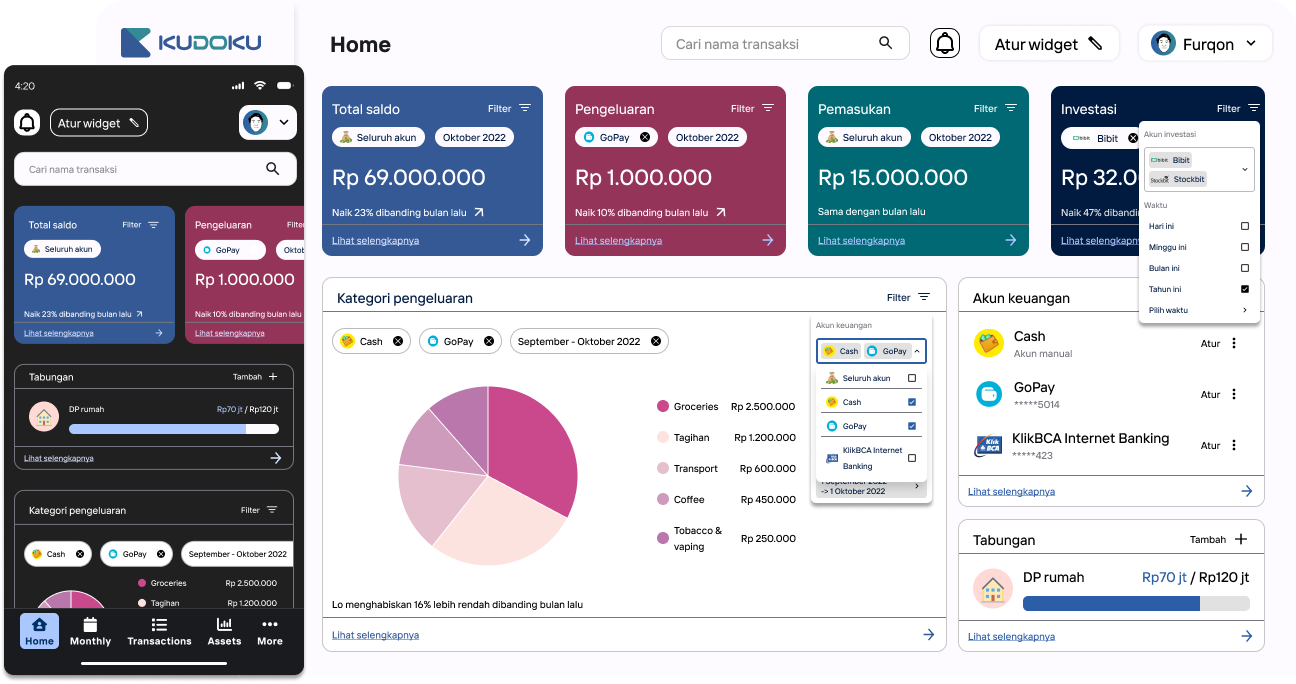 KUDOKU
4:20
Atur widget
Cari nama transaksi
Total saldo
Filter
Seluruh akun
Rp 69.000.000
Naik 23% dibanding bulan lalu
Lihat selengkapnya
Pengeluaran
Filter
GoPay
Oktob
Rp 1.000.000
Naik 10% dibanding bulan lalu
Lihat selengkapnya
Tabungan
Tambah
DP rumah
Rp70 jt / Rp120 jt
Lihat selengkapnya
Kategori pengeluaran
Filter
Cash
GoPay
September - Oktober 2022
Groceries Rp 2.500.000
Tagihan Rp 1.200.000
Home
Monthly
Transactions
Assets
More
Home
Cari nama transaksi
Atur widget
Furqon
Total saldo
Filter
Seluruh akun
Oktober 2022
Rp 69.000.000
Naik 23% dibanding bulan lalu
Lihat selengkapnya
Pengeluaran
Filter
GoPay
Oktober 2022
Rp 1.000.000
Naik 10% dibanding bulan lalu
Lihat selengkapnya
Pemasukan
Filter
Seluruh akun
Oktober 2022
Rp 15.000.000
Sama dengan bulan lalu
Lihat selengkapnya
Investasi
Filter
bibit Bibit
Rp 32.0
Naik 47% dibanding
Lihat selengkapnya
Akun investasi
bibit Bibit
Stockbit Stockbit
Waktu
Hari ini
Minggu ini
Bulan ini
Tahun ini
Pilih waktu
Kategori pengeluaran
Filter
Cash
GoPay
September - Oktober 2022
Groceries Rp 2.500.000
Tagihan Rp 1.200.000
Transport Rp 600.000
Coffee Rp 450.000
Tobacco &
vaping Rp 250.000
Akun keuangan
Cash
GoPay
Seluruh akun
Cash
GoPay
KlikBCA Internet
Banking
1 September 2022
-> 1 Oktober 2022
Lo menghabiskan 16% lebih rendah dibanding bulan lalu
Lihat selengkapnya
Akun keuangan
Cash
Akun manual
Atur
GoPay
*****5014
Atur
Klik
BCA
KlikBCA Internet Banking
*****423
Atur
Lihat selengkapnya
Tabungan
Tambah
DP rumah
Rp70 jt / Rp120 jt
Lihat selengkapnya